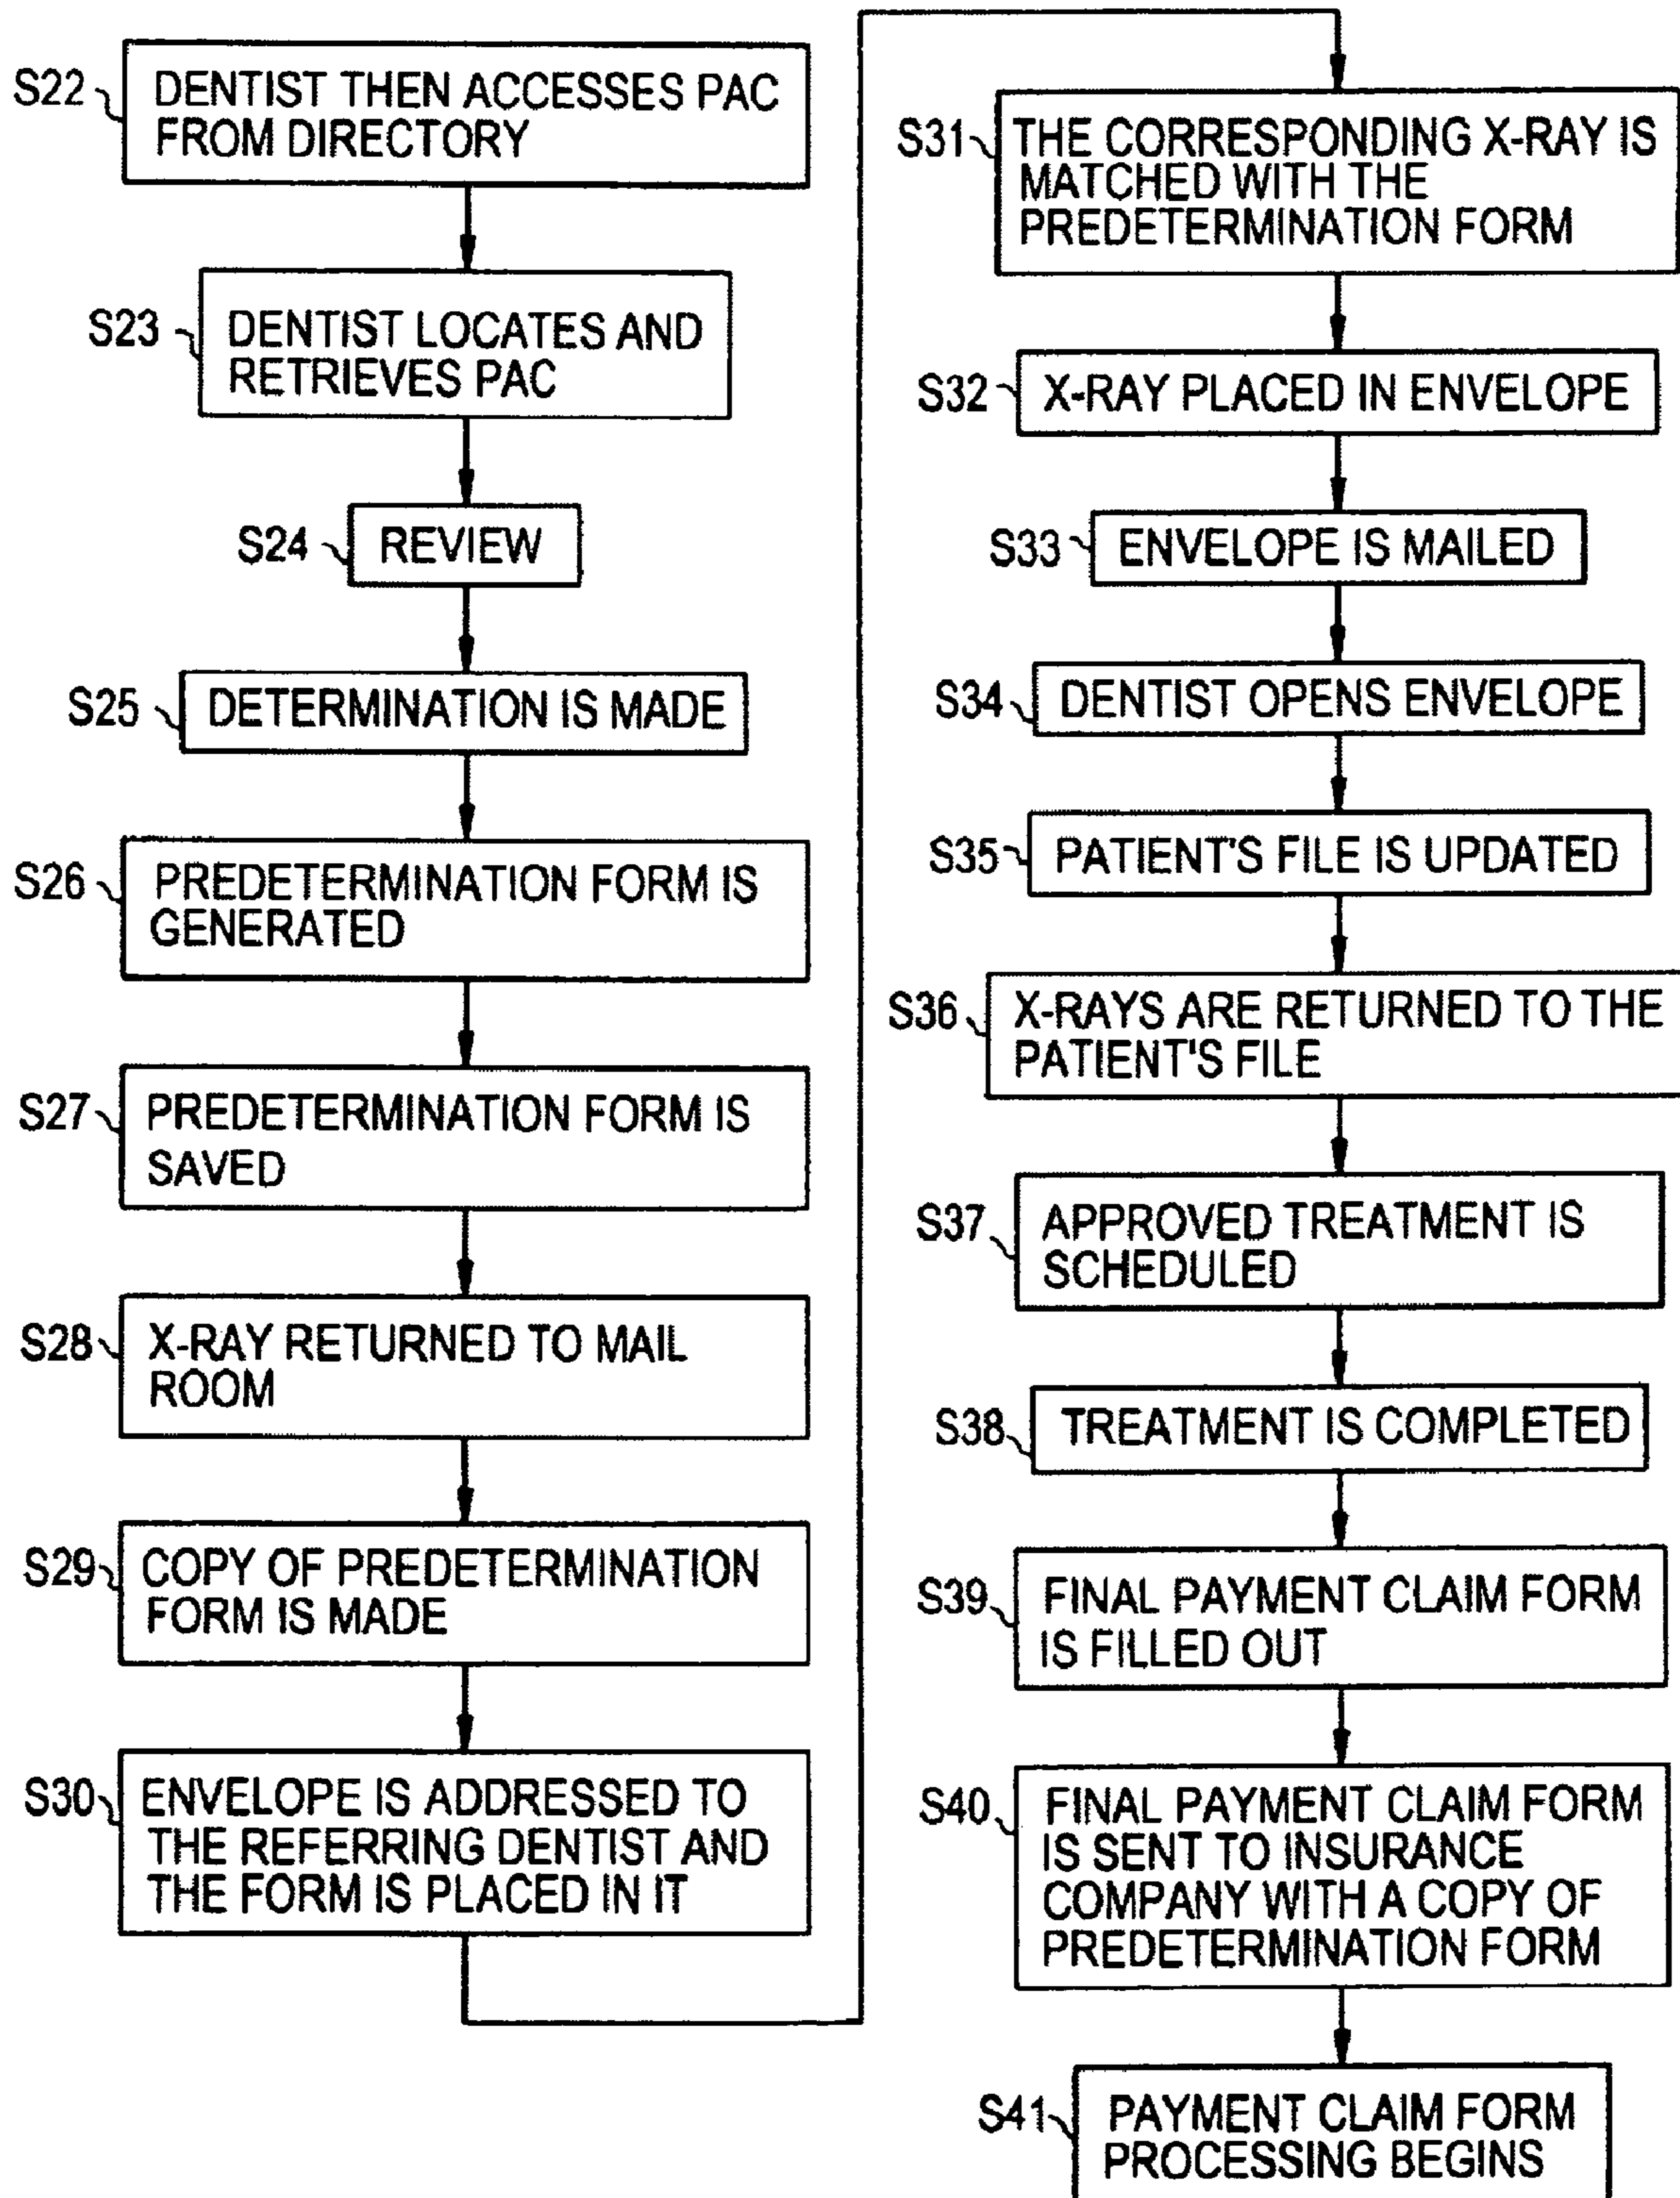 S22 DENTIST THEN ACCESSES PAC
FROM DIRECTORY
S23 DENTIST LOCATES AND
RETRIEVES PAC
S24 REVIEW
S25 DETERMINATION IS MADE
S26 PREDETERMINATION FORM IS
GENERATED
S27 PREDETERMINATION FORM IS
SAVED
S28 X-RAY RETURNED TO MAIL
ROOM
S29 COPY OF PREDETERMINATION
FORM IS MADE
S30 ENVELOPE IS ADDRESSED TO
THE REFERRING DENTIST AND
THE FORM IS PLACED IN IT
S31 THE CORRESPONDING X-RAY IS
MATCHED WITH THE
PREDETERMINATION FORM
S32 X-RAY PLACED IN ENVELOPE
S33 ENVELOPE IS MAILED
S34 DENTIST OPENS ENVELOPE
S35 PATIENT'S FILE IS UPDATED
S36 X-RAYS ARE RETURNED TO THE
PATIENT'S FILE
S37 APPROVED TREATMENT IS
SCHEDULED
S38 TREATMENT IS COMPLETED
S39 FINAL PAYMENT CLAIM FORM
IS FILLED OUT
S40 FINAL PAYMENT CLAIM FORM
IS SENT TO INSURANCE
COMPANY WITH A COPY OF
PREDETERMINATION FORM
S41 PAYMENT CLAIM FORM
PROCESSING BEGINS